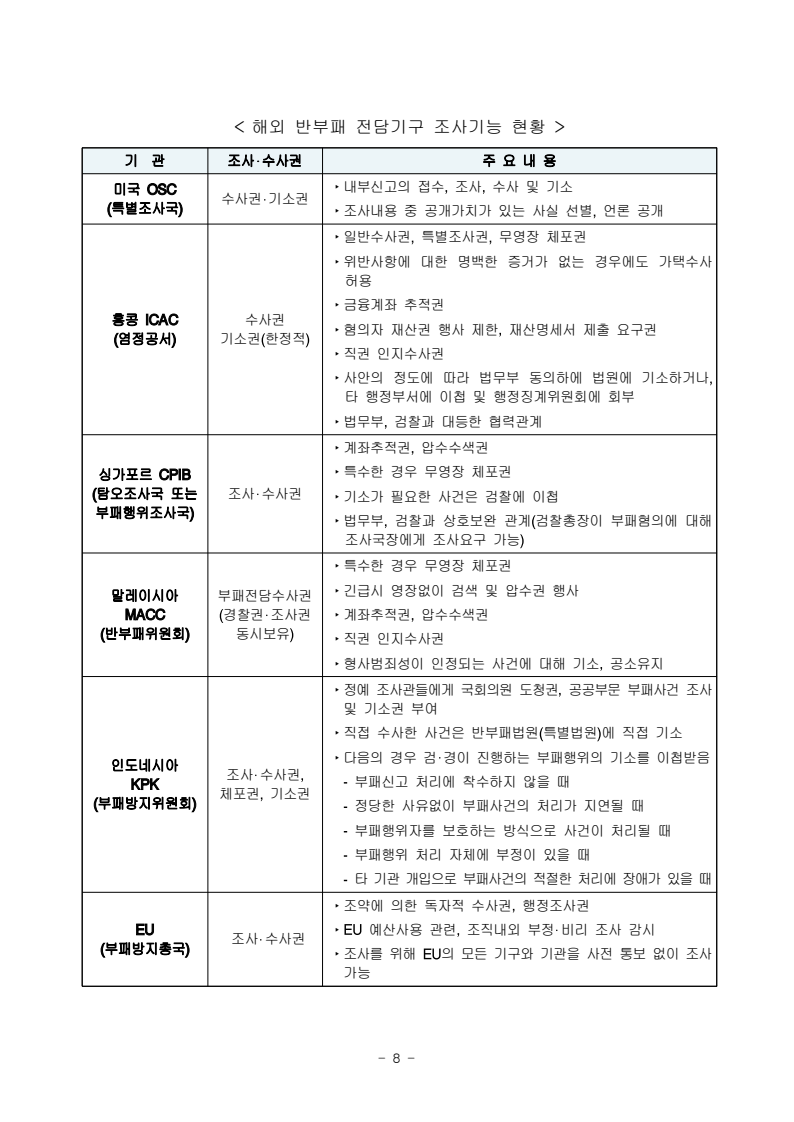 < 해외 반부패 전담기구 조사기능 현황 >
기 관
조사·수사권
주 요 내 용
미국 OSC
(특별조사국)
수사권·기소권
‣내부신고의 접수, 조사, 수사 및 기소
‣조사내용 중 공개가치가 있는 사실 선별, 언론 공개
홍콩 ICAC
(염정공서)
수사권
기소권(한정적)
‣일반수사권, 특별조사권, 무영장 체포권
‣위반사항에 대한 명백한 증거가 없는 경우에도 가택수사
허용
‣금융계좌 추적권
‣혐의자 재산권 행사 제한, 재산명세서 제출 요구권
‣직권 인지수사권
‣사안의 정도에 따라 법무부 동의하에 법원에 기소하거나,
타 행정부서에 이첩 및 행정징계위원회에 회부
‣법무부, 검찰과 대등한 협력관계
싱가포르 CPIB
(탐오조사국 또는
부패행위조사국)
조사·수사권
‣계좌추적권, 압수수색권
‣특수한 경우 무영장 체포권
‣기소가 필요한 사건은 검찰에 이첩
‣법무부, 검찰과 상호보완 관계(검찰총장이 부패혐의에 대해
조사국장에게 조사요구 가능)
말레이시아
MACC
(반부패위원회)
부패전담수사권
(경찰권·조사권
동시보유)
‣특수한 경우 무영장 체포권
‣긴급시 영장없이 검색 및 압수권 행사
‣계좌추적권, 압수수색권
‣직권 인지수사권
‣형사범죄성이 인정되는 사건에 대해 기소, 공소유지
인도네시아
KPK
(부패방지위원회)
조사·수사권,
체포권, 기소권
‣정예 조사관들에게 국회의원 도청권, 공공부문 부패사건 조사
및 기소권 부여
‣직접 수사한 사건은 반부패법원(특별법원)에 직접 기소
‣다음의 경우 검·경이 진행하는 부패행위의 기소를 이첩받음
- 부패신고 처리에 착수하지 않을 때
- 정당한 사유없이 부패사건의 처리가 지연될 때
- 부패행위자를 보호하는 방식으로 사건이 처리될 때
- 부패행위 처리 자체에 부정이 있을 때
- 타 기관 개입으로 부패사건의 적절한 처리에 장애가 있을 때
EU
(부패방지총국)
조사·수사권
‣조약에 의한 독자적 수사권, 행정조사권
‣EU 예산사용 관련, 조직내외 부정·비리 조사 감시
‣조사를 위해 EU의 모든 기구와 기관을 사전 통보 없이 조사
가능
- 8 -